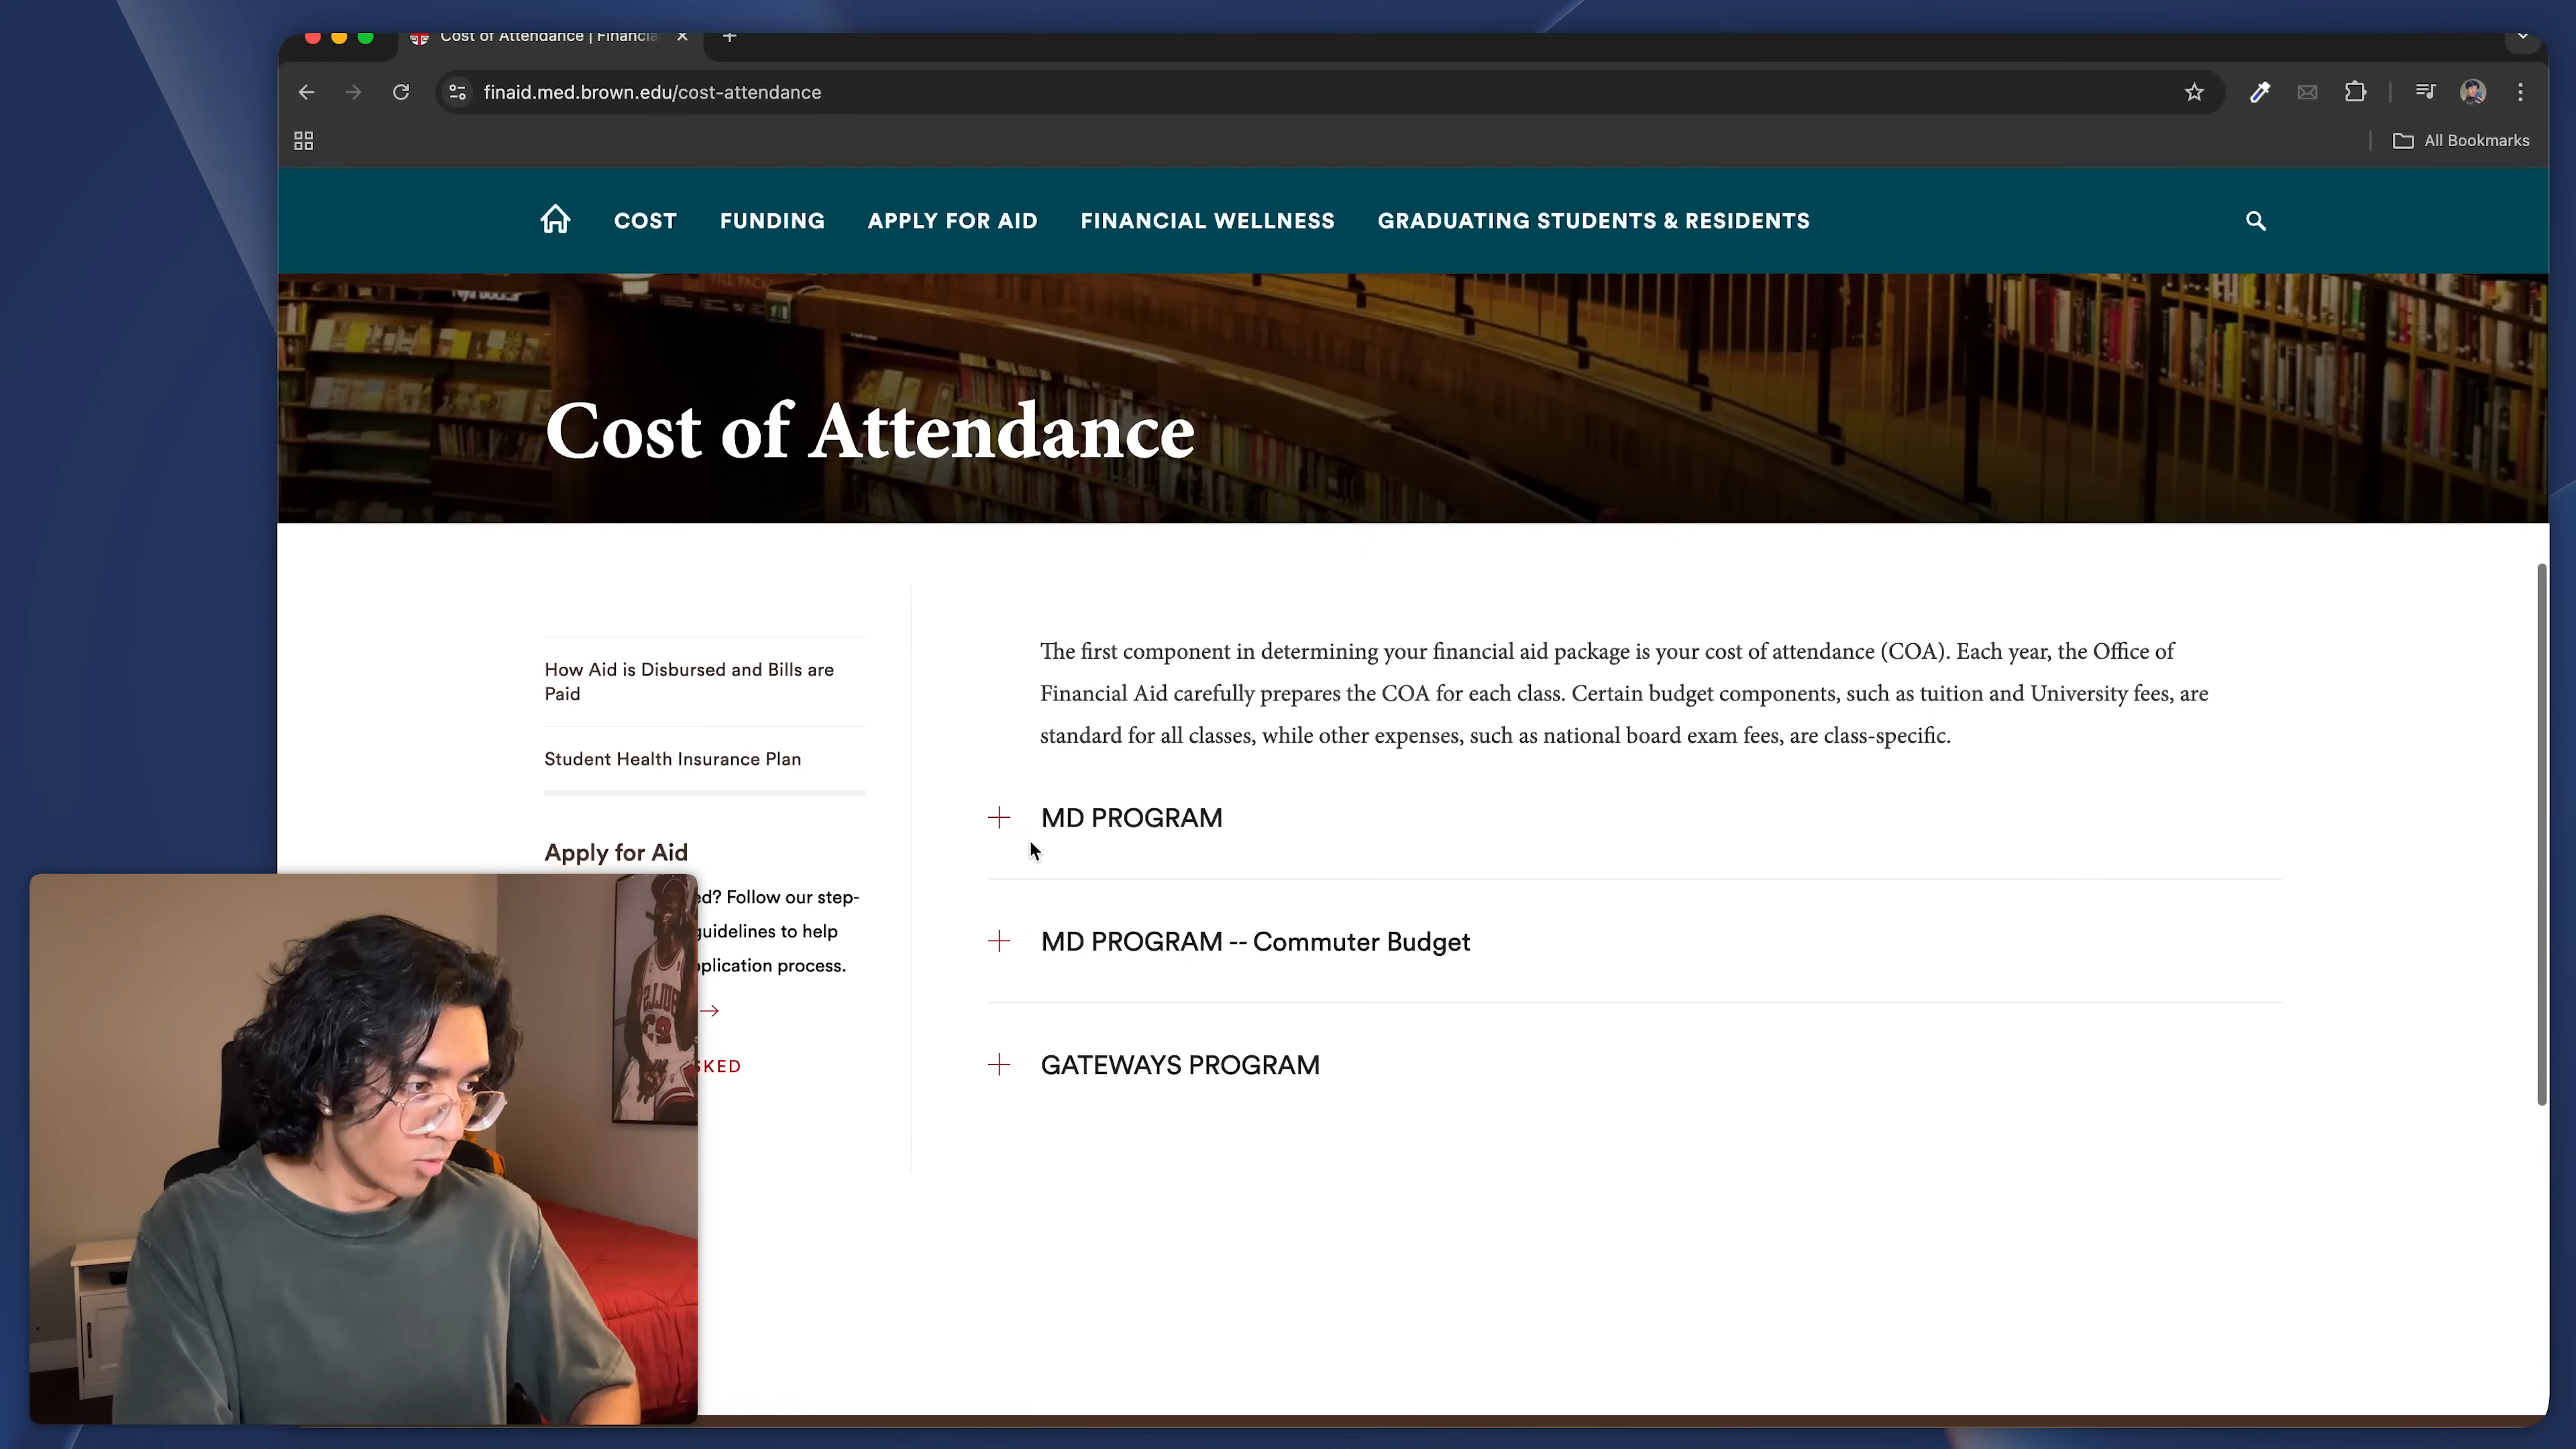 Cost of Attendance | Financia
finaid.med.brown.edu/cost-attendance
All Bookmarks
COST FUNDING APPLY FOR AID FINANCIAL WELLNESS GRADUATING STUDENTS & RESIDENTS
Cost of Attendance
How Aid is Disbursed and Bills are
Paid
Student Health Insurance Plan
Apply for Aid
ed? Follow our step-
guidelines to help
pplication process.
SKED
The first component in determining your financial aid package is your cost of attendance (COA). Each year, the Office of
Financial Aid carefully prepares the COA for each class. Certain budget components, such as tuition and University fees, are
standard for all classes, while other expenses, such as national board exam fees, are class-specific.
MD PROGRAM
MD PROGRAM -- Commuter Budget
GATEWAYS PROGRAM